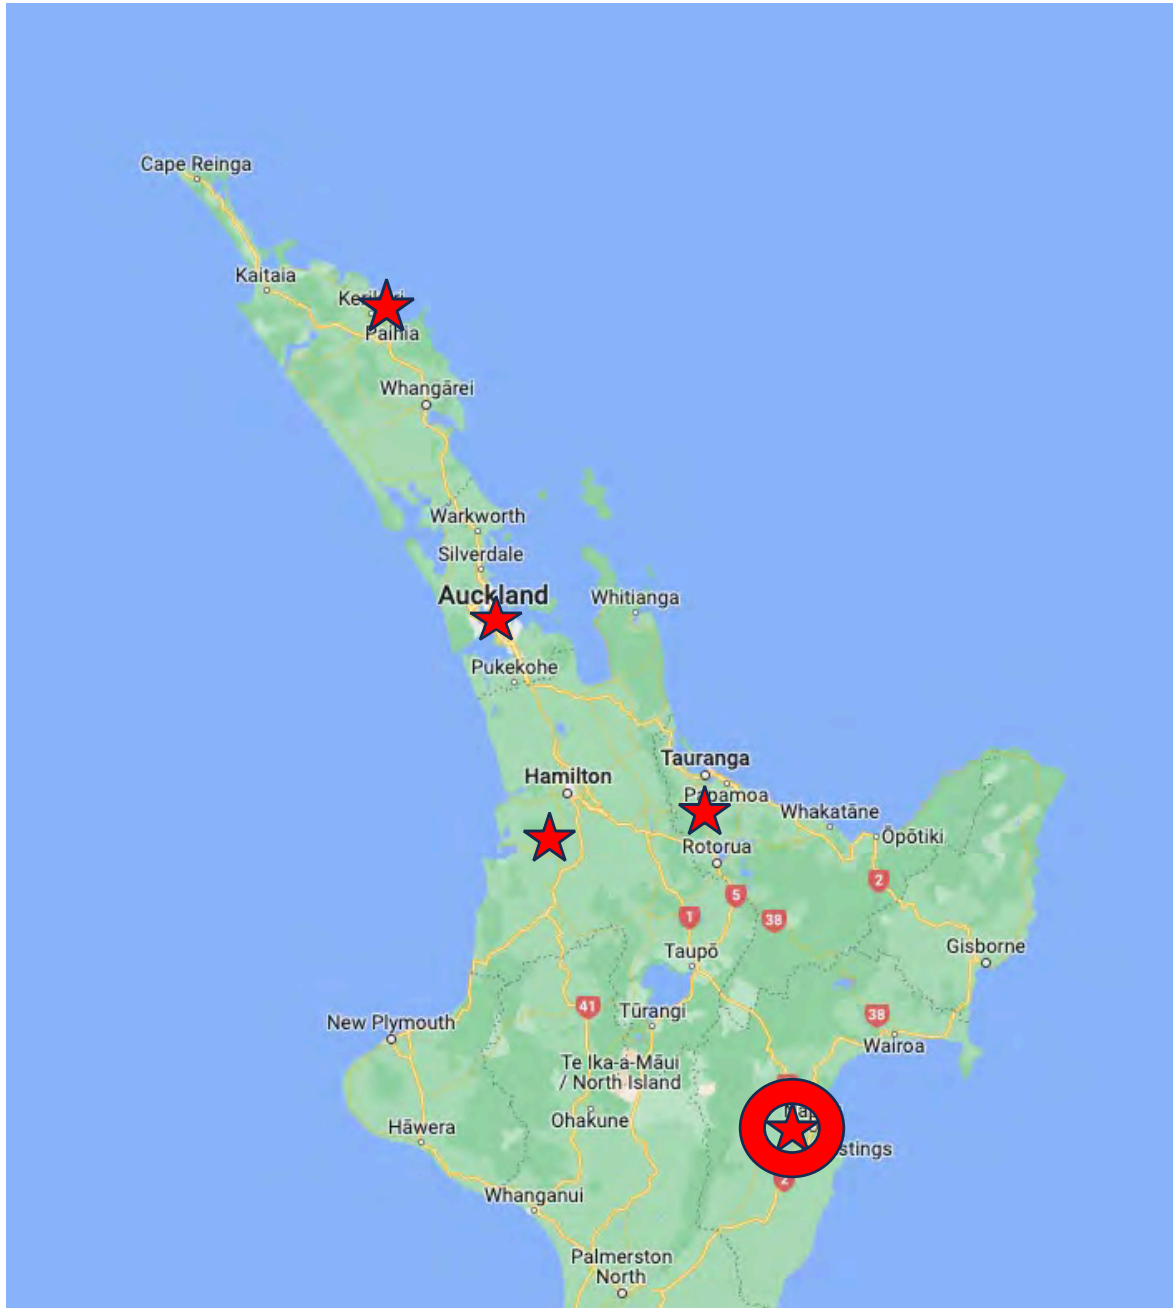 Cape Reinga
Kaitaia
Paihia
Whangārei
Warkworth
Silverdale
Auckland
Whitianga
Pukekohe
Tauranga
Hamilton
Papamoa
Whakatāne
Ōpōtiki
Rotorua
2
5
1
38
Gisborne
Taupō
41
Tūrangi
38
New Plymouth
Wairoa
Te Ika-a-Māui
/ North Island
Ohakune
Hāwera
stings
2
Whanganui
Palmerston
North